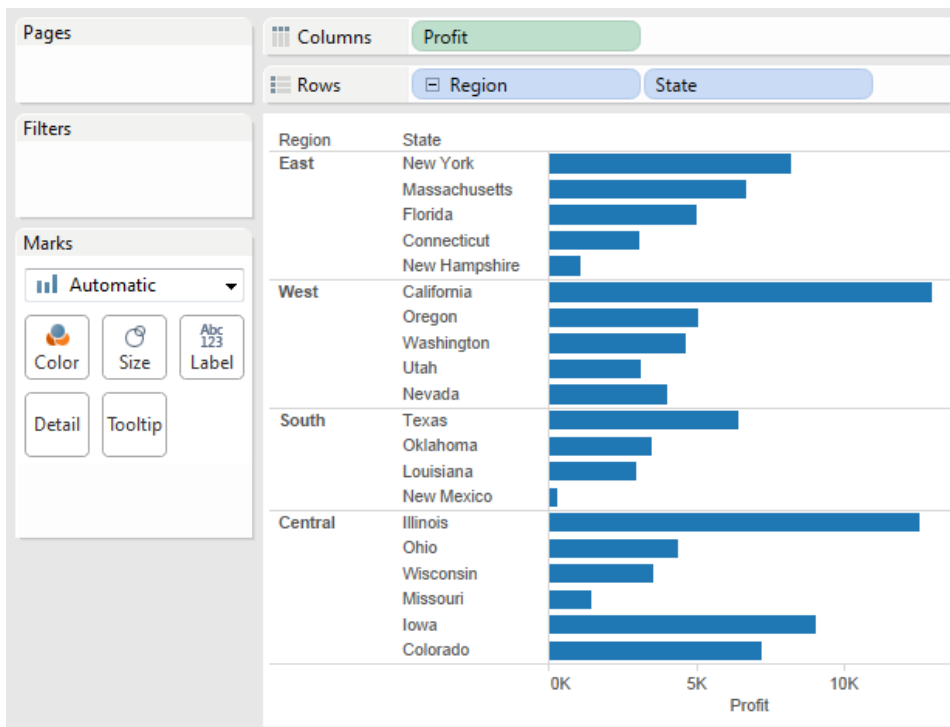 Pages
Columns Profit
Rows Region State
Filters
Marks
Automatic
Color Size Abc 123 Label
Detail Tooltip
Region State
East New York
Massachusetts
Florida
Connecticut
New Hampshire
West California
Oregon
Washington
Utah
Nevada
South Texas
Oklahoma
Louisiana
New Mexico
Central Illinois
Ohio
Wisconsin
Missouri
Iowa
Colorado
0K 5K 10K
Profit